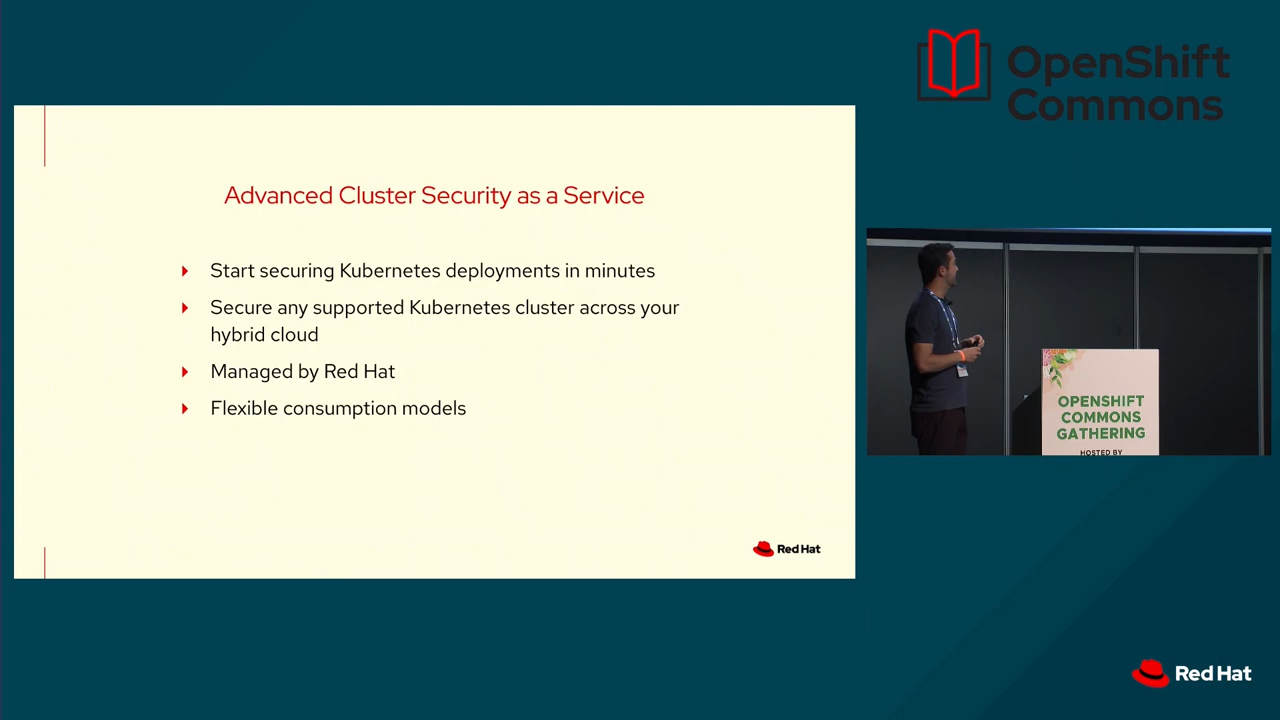 OpenShift
Commons
Advanced Cluster Security as a Service
Start securing Kubernetes deployments in minutes
Secure any supported Kubernetes cluster across your
hybrid cloud
Managed by Red Hat
Flexible consumption models
Red Hat
OPENSHIFT
COMMONS
GATHERING
HOSTED BY
Red Hat